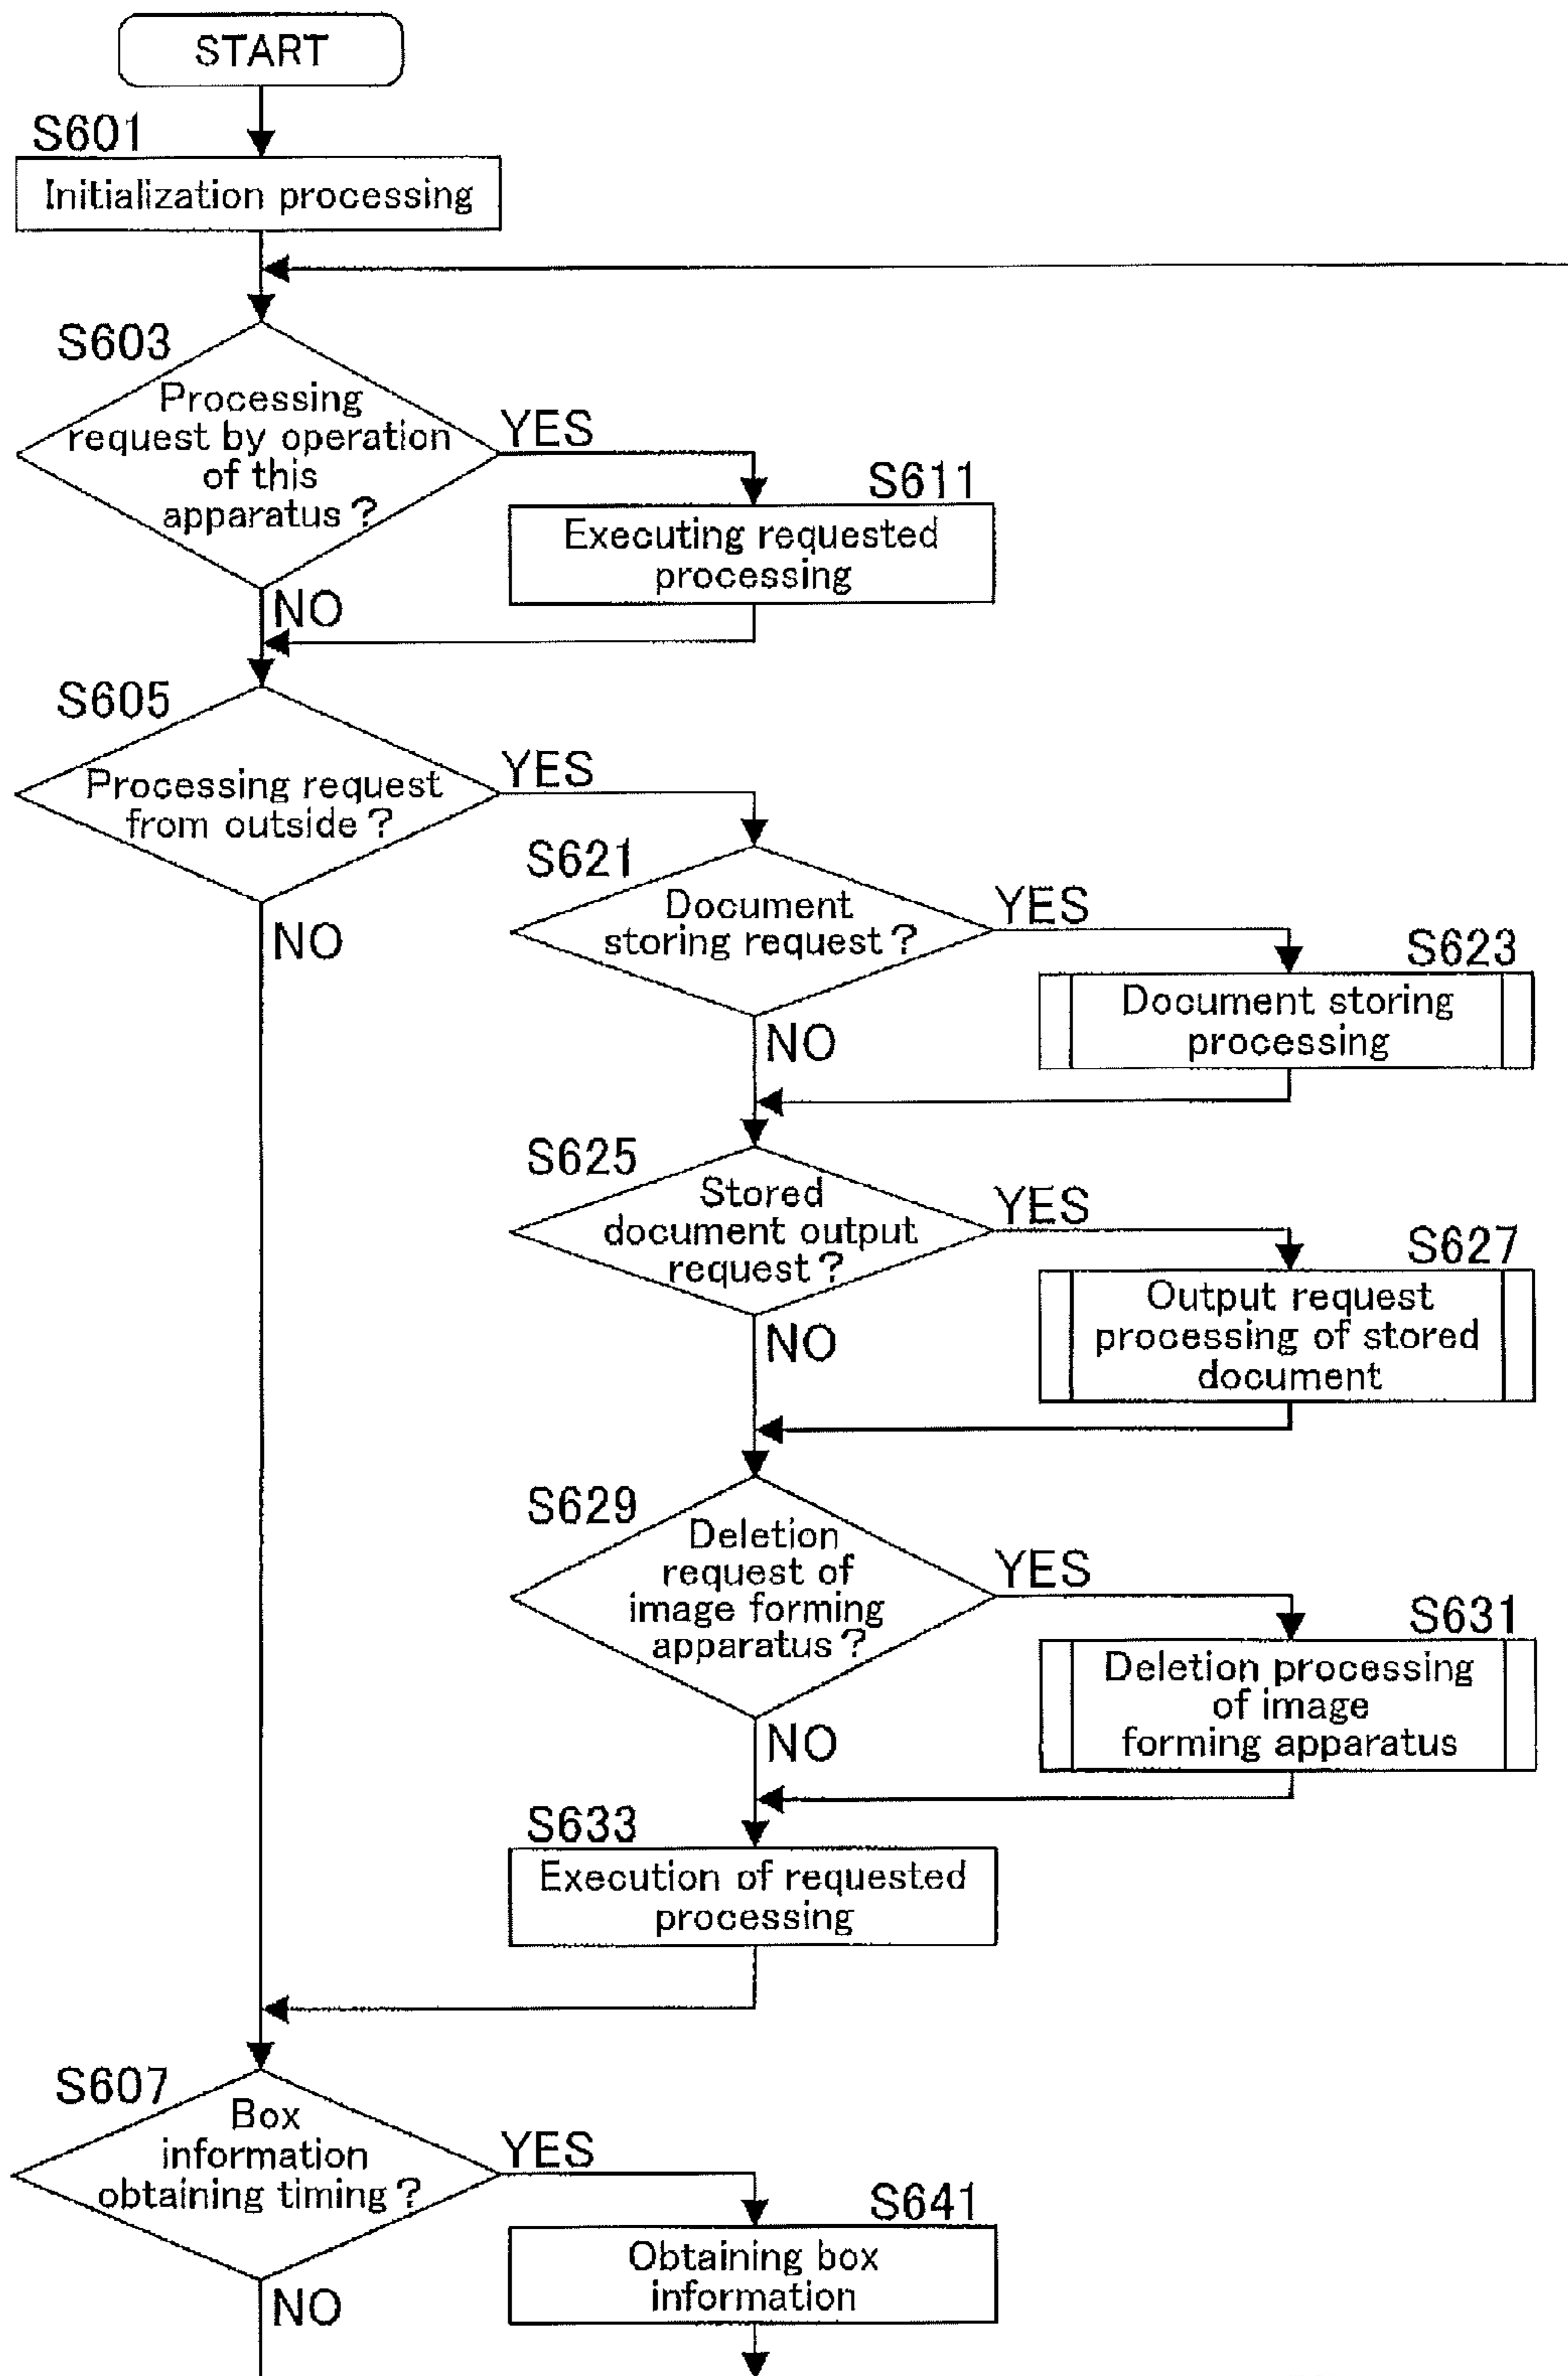 START
S601
Initialization processing
S603
Processing
request by operation
of this
apparatus?
YES
S611
Executing requested
processing
NO
S605
Processing request
from outside?
YES
S621
Document
storing request?
YES
S623
Document storing
processing
NO
NO
S625
Stored
document output
request?
YES
S627
Output request
processing of stored
document
NO
S629
Deletion
request of
image forming
apparatus?
YES
S631
Deletion processing
of image
forming apparatus
NO
S633
Execution of requested
processing
S607
Box
information
obtaining timing?
YES
S641
Obtaining box
information
NO